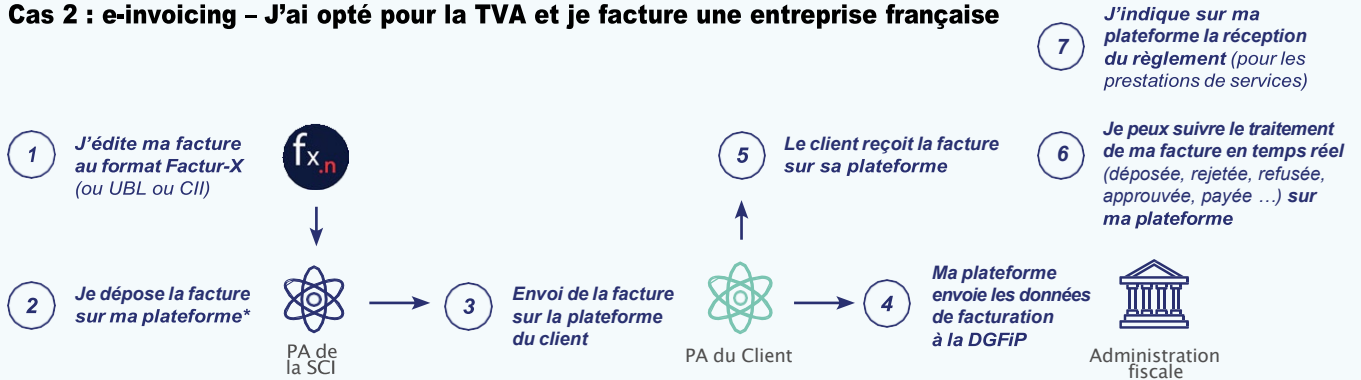 Cas 2 : e-invoicing – J'ai opté pour la TVA et je facture une entreprise française
1
J'édite ma facture
au format Factur-X
(ou UBL ou CII)
fx.n
2
Je dépose la facture
sur ma plateforme*
PA de
la SCI
3
Envoi de la facture
sur la plateforme
du client
PA du Client
4
Ma plateforme
envoie les données
de facturation
à la DGFiP
Administration
fiscale
5
Le client reçoit la facture
sur sa plateforme
6
Je peux suivre le traitement
de ma facture en temps réel
(déposée, rejetée, refusée,
approuvée, payée …) sur
ma plateforme
7
J'indique sur ma
plateforme la réception
du règlement (pour les
prestations de services)